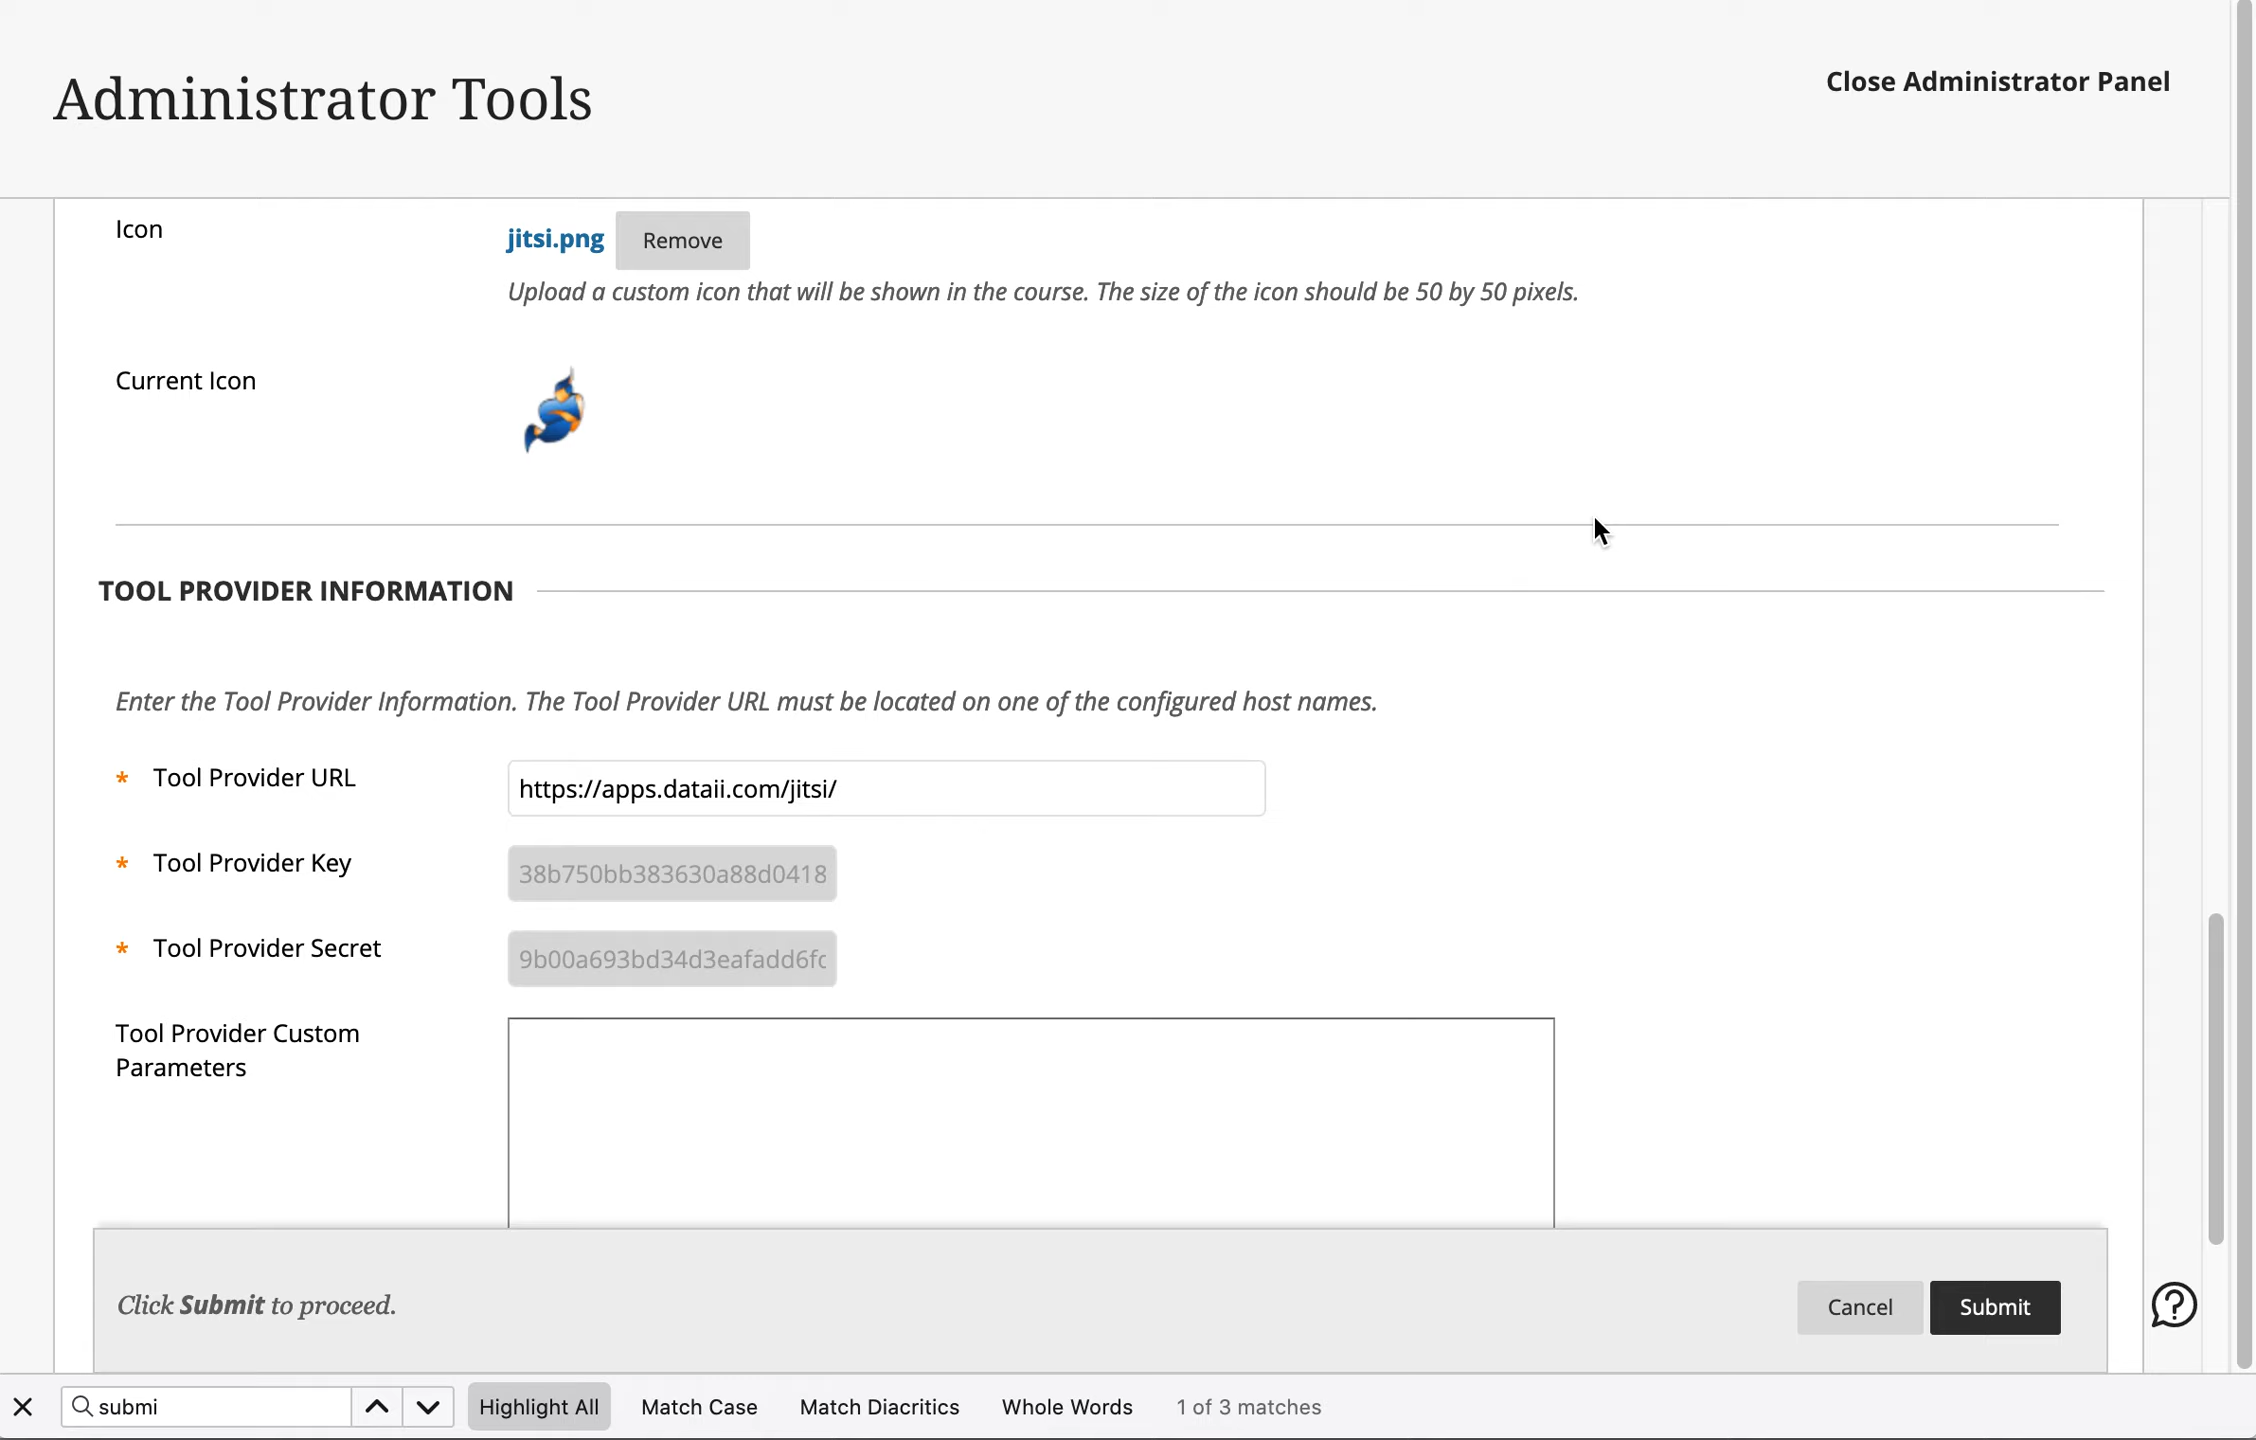 Administrator Tools
Close Administrator Panel
Icon
jitsi.png
Remove
Upload a custom icon that will be shown in the course. The size of the icon should be 50 by 50 pixels.
Current Icon
TOOL PROVIDER INFORMATION
Enter the Tool Provider Information. The Tool Provider URL must be located on one of the configured host names.
* Tool Provider URL
https://apps.dataii.com/jitsi/
* Tool Provider Key
38b750bb383630a88d0418
* Tool Provider Secret
9b00a693bd34d3eafadd6fc
Tool Provider Custom
Parameters
Click Submit to proceed.
Cancel
Submit
submi
Highlight All
Match Case
Match Diacritics
Whole Words
1 of 3 matches